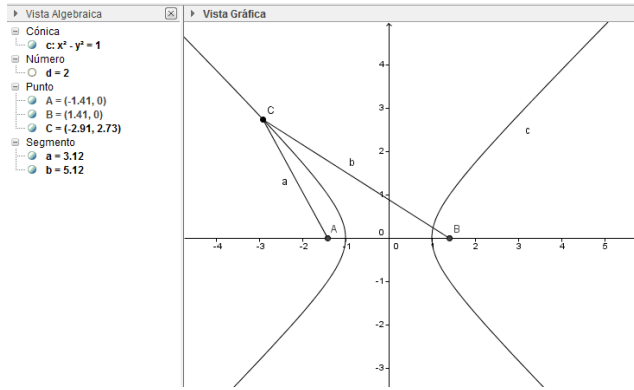 Vista Algebraica
Cónica
c: x² - y² = 1
Número
d = 2
Punto
A = (-1.41, 0)
B = (1.41, 0)
C = (-2.91, 2.73)
Segmento
a = 3.12
b = 5.12
Vista Gráfica
4
C
3
c
2
b
a
1
0
A
B
-4
-3
-2
-1
0
1
2
3
4
5
-1
-2
-3